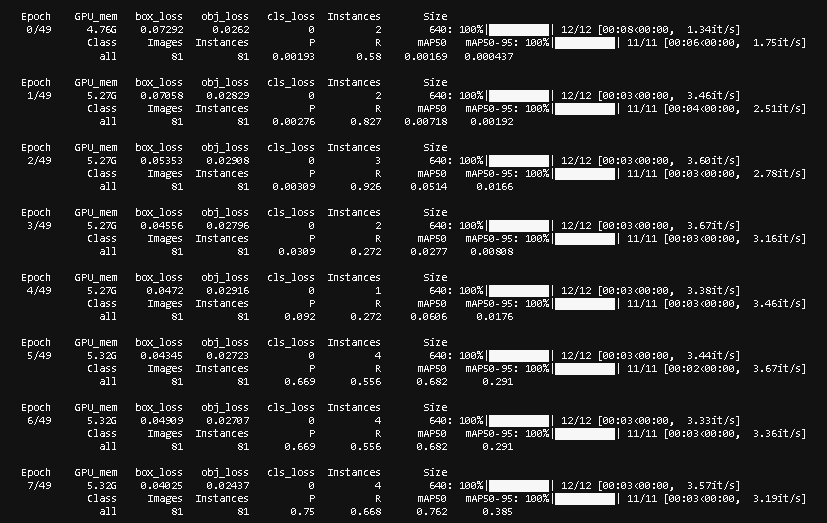 Epoch GPU_mem box_loss obj_loss cls_loss Instances Size
0/49 4.76G 0.07292 0.0262 0 2 640: 100%| | 12/12 [00:08<00:00, 1.34it/s]
Class Images Instances P R mAP50 mAP50-95: 100%| | 11/11 [00:06<00:00, 1.75it/s]
all 81 81 0.00193 0.58 0.00169 0.000437
Epoch GPU_mem box_loss obj_loss cls_loss Instances Size
1/49 5.27G 0.07058 0.02829 0 2 640: 100%| | 12/12 [00:03<00:00, 3.46it/s]
Class Images Instances P R mAP50 mAP50-95: 100%| | 11/11 [00:04<00:00, 2.51it/s]
all 81 81 0.00276 0.827 0.00718 0.00192
Epoch GPU_mem box_loss obj_loss cls_loss Instances Size
2/49 5.27G 0.05353 0.02908 0 3 640: 100%| | 12/12 [00:03<00:00, 3.60it/s]
Class Images Instances P R mAP50 mAP50-95: 100%| | 11/11 [00:03<00:00, 2.78it/s]
all 81 81 0.00309 0.926 0.0514 0.0166
Epoch GPU_mem box_loss obj_loss cls_loss Instances Size
3/49 5.27G 0.04556 0.02796 0 2 640: 100%| | 12/12 [00:03<00:00, 3.67it/s]
Class Images Instances P R mAP50 mAP50-95: 100%| | 11/11 [00:03<00:00, 3.16it/s]
all 81 81 0.0309 0.272 0.0277 0.00808
Epoch GPU_mem box_loss obj_loss cls_loss Instances Size
4/49 5.27G 0.0472 0.02916 0 1 640: 100%| | 12/12 [00:03<00:00, 3.38it/s]
Class Images Instances P R mAP50 mAP50-95: 100%| | 11/11 [00:03<00:00, 3.46it/s]
all 81 81 0.092 0.272 0.0606 0.0176
Epoch GPU_mem box_loss obj_loss cls_loss Instances Size
5/49 5.32G 0.04345 0.02723 0 4 640: 100%| | 12/12 [00:03<00:00, 3.44it/s]
Class Images Instances P R mAP50 mAP50-95: 100%| | 11/11 [00:02<00:00, 3.67it/s]
all 81 81 0.669 0.556 0.682 0.291
Epoch GPU_mem box_loss obj_loss cls_loss Instances Size
6/49 5.32G 0.04909 0.02707 0 4 640: 100%| | 12/12 [00:03<00:00, 3.33it/s]
Class Images Instances P R mAP50 mAP50-95: 100%| | 11/11 [00:03<00:00, 3.36it/s]
all 81 81 0.669 0.556 0.682 0.291
Epoch GPU_mem box_loss obj_loss cls_loss Instances Size
7/49 5.32G 0.04025 0.02437 0 4 640: 100%| | 12/12 [00:03<00:00, 3.57it/s]
Class Images Instances P R mAP50 mAP50-95: 100%| | 11/11 [00:03<00:00, 3.19it/s]
all 81 81 0.75 0.668 0.762 0.385